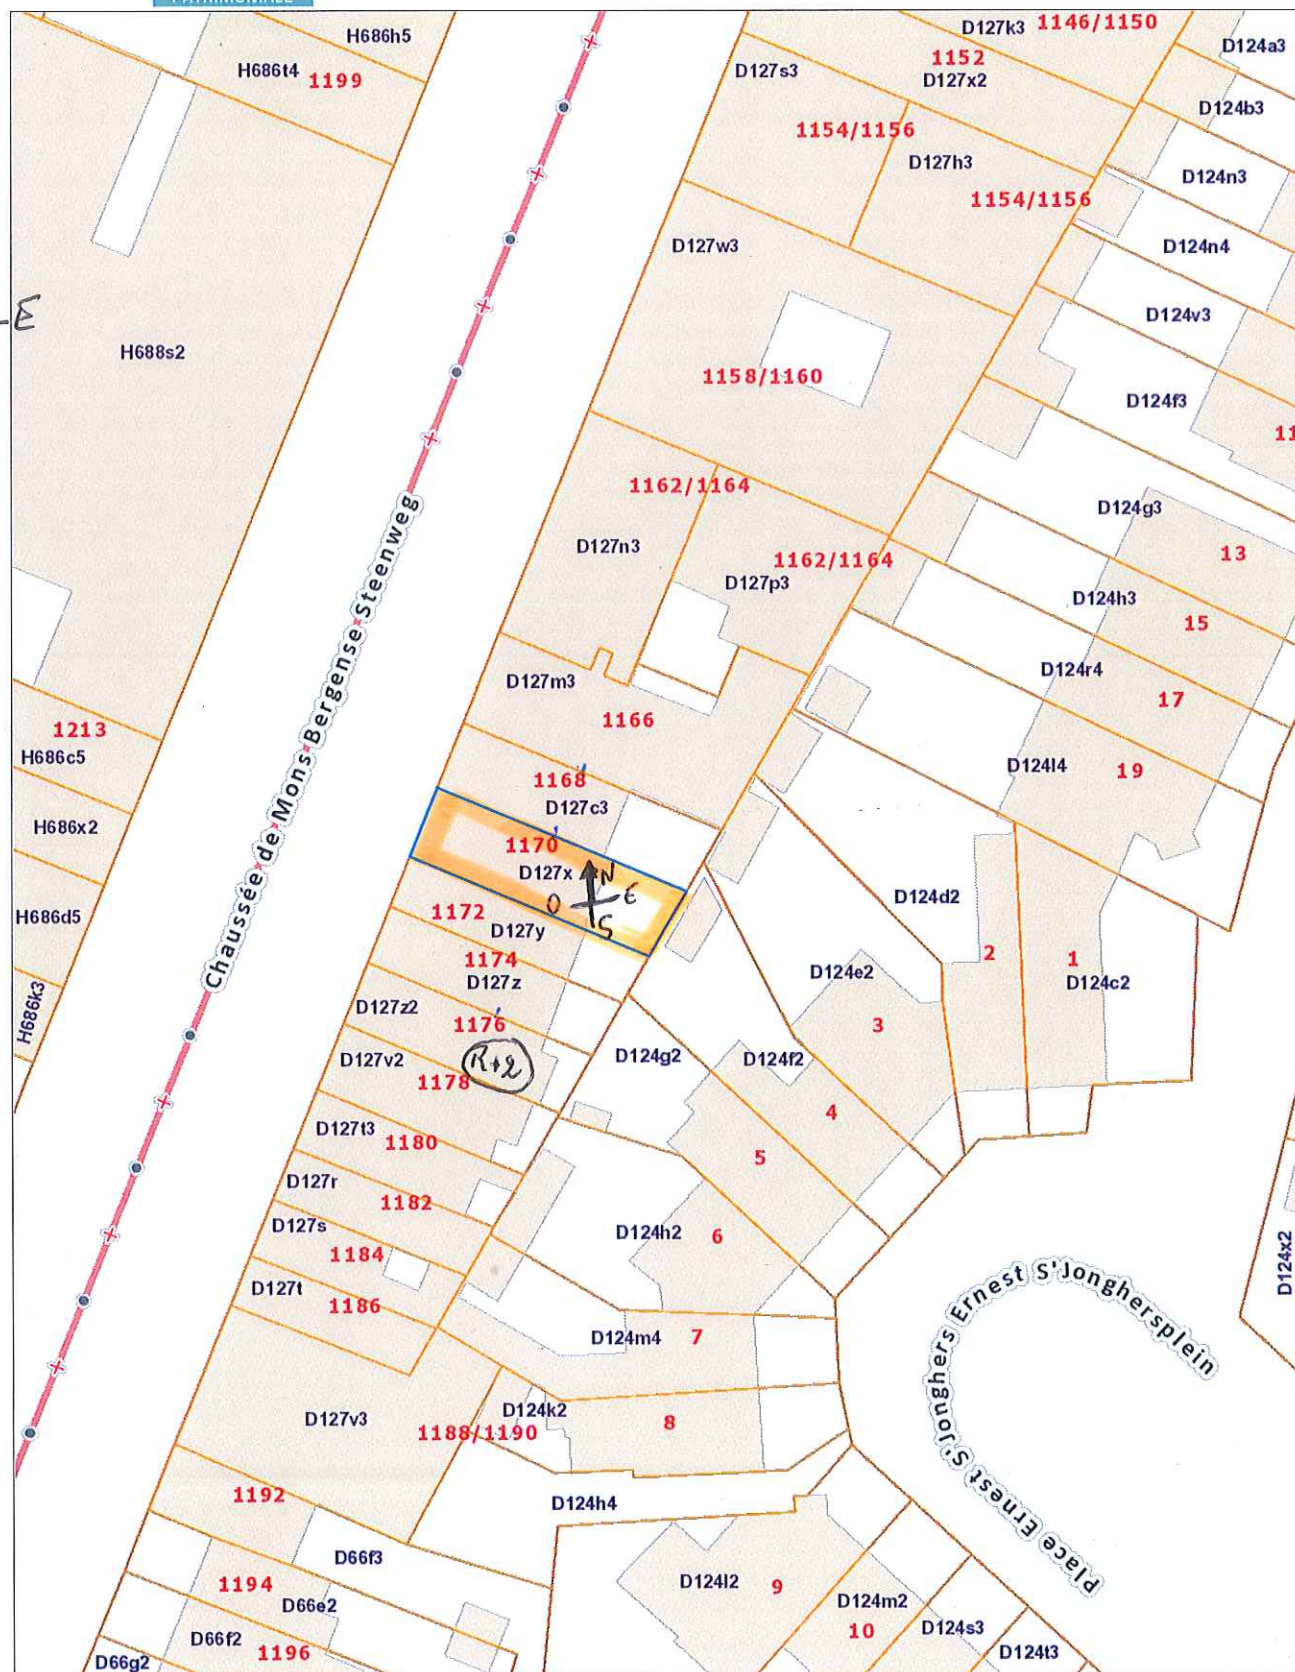 PATRIMONIALE
H686h5
D127k3 1146/1150
H686t4 1199
1152
D124a3
D127s3
D127x2
D124b3
1154/1156
D127h3
D124n3
1154/1156
D127w3
D124n4
-E
D124v3
H688s2
1158/1160
D124f3
11
1162/1164
D124g3
D127n3
1162/1164
13
D127p3
D124h3
15
D124r4
D127m3
17
1166
1213
H686c5
D124l4
19
1168
D127c3
H686x2
1170
D127x
N
O
E
S
D124d2
H686d5
1172
D127y
1174
2
1
D127z
D124e2
D124c2
H686k3
D127z2
1176
3
D127v2
R+2
D124g2
D124f2
1178
4
D127t3
1180
5
D127r
1182
D127s
D124h2
6
1184
D127t
1186
D124x2
D124m4
7
D127v3
D124k2
1188/1190
8
1192
D124h4
D66f3
1194
D66e2
D124l2
9
D124m2
D66f2
1196
10
D124s3
D66g2
D124t3
Chaussée de Mons Bergense Steenweg
Place Ernest S'Jonghers Ernest S'Jonghersplein